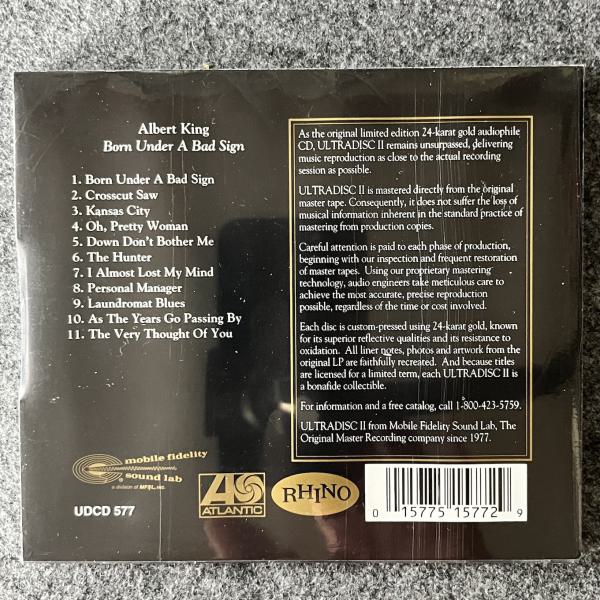 Albert King
Born Under A Bad Sign
1. Born Under A Bad Sign
2. Crosscut Saw
3. Kansas City
4. Oh, Pretty Woman
5. Down Don't Bother Me
6. The Hunter
7. I Almost Lost My Mind
8. Personal Manager
9. Laundromat Blues
10. As The Years Go Passing By
11. The Very Thought Of You
As the original limited edition 24-karat gold audiophile
CD, ULTRADISC II remains unsurpassed, delivering
music reproduction as close to the actual recording
session as possible.
ULTRADISC II is mastered directly from the original
master tape. Consequently, it does not suffer the loss of
musical information inherent in the standard practice of
mastering from production copies.
Careful attention is paid to each phase of production,
beginning with our inspection and frequent restoration
of master tapes. Using our proprietary mastering
technology, audio engineers take meticulous care to
achieve the most accurate, precise reproduction
possible, regardless of the time or cost involved.
Each disc is custom-pressed using 24-karat gold, known
for its superior reflective qualities and its resistance to
oxidation. All liner notes, photos and artwork from the
original LP are faithfully recreated. And because titles
are licensed for a limited term, each ULTRADISC II is
a bonafide collectible.
For information and a free catalog, call 1-800-423-5759.
ULTRADISC II from Mobile Fidelity Sound Lab, The
Original Master Recording company since 1977.
mobile fidelity
sound lab
a division of MFSL, inc.
UDCD 577
ATLANTIC
RHINO
0 15775 15772 9